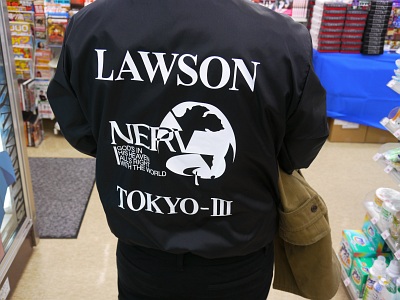 LAWSON
NERV
GOD'S IN
HIS HEAVEN.
ALL'S RIGHT
WITH THE WORLD
TOKYO-III